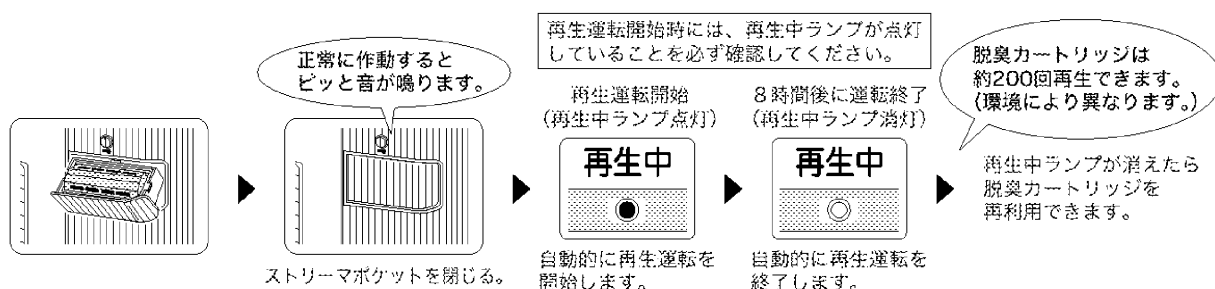 正常に作動すると
ピッと音が鳴ります。
ストリーマポケットを閉じる。
再生運転開始時には、再生中ランプが点灯
していることを必ず確認してください。
再生運転開始
(再生中ランプ点灯)
再生中
自動的に再生運転を
開始します。
8時間後に運転終了
(再生中ランプ消灯)
再生中
自動的に再生運転を
終了します。
脱臭カートリッジは
約200回再生できます。
(環境により異なります。)
再生中ランプが消えたら
脱臭カートリッジを
再利用できます。